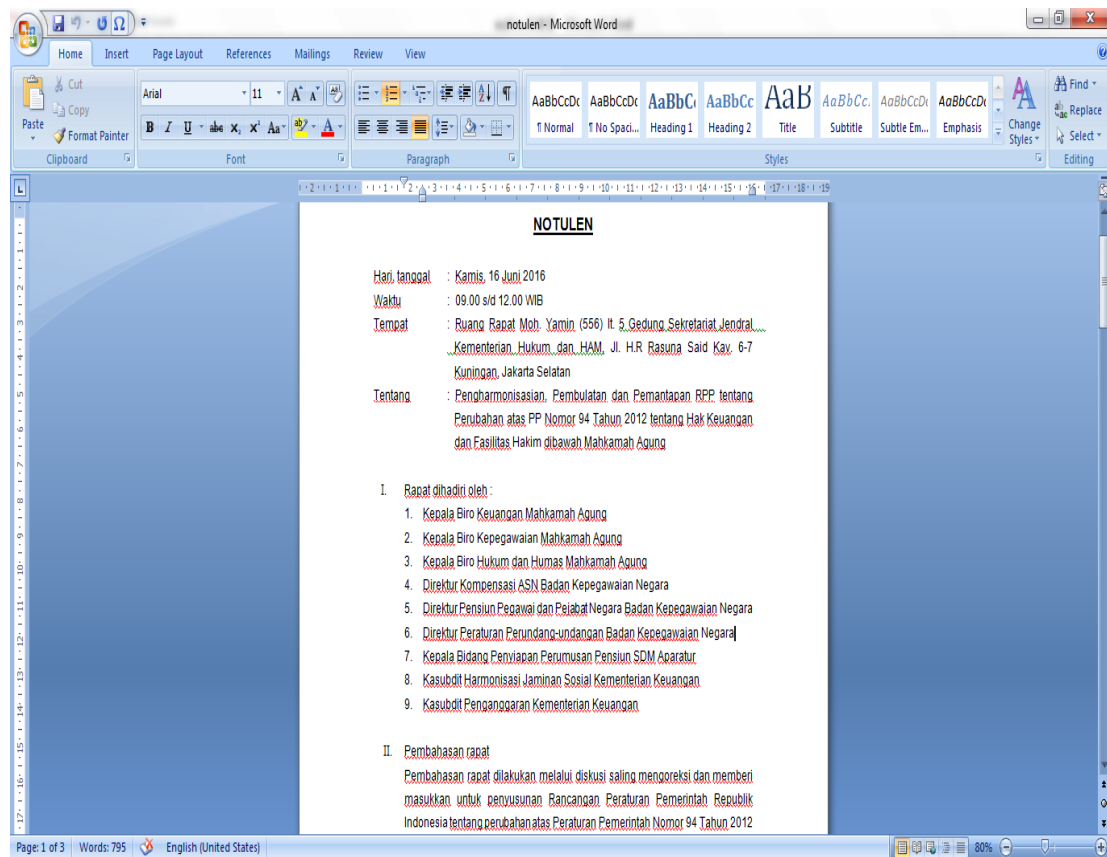 notulen - Microsoft Word
Home Insert Page Layout References Mailings Review View
Cut
Copy
Format Painter
Paste
Clipboard
Arial 11
Font
Paragraph
AaBbCcDc AaBbCcDc AaBbC AaBbCc AaB AaBbCc. AaBbCcDc AaBbCcDc
¶ Normal ¶ No Spaci... Heading 1 Heading 2 Title Subtitle Subtle Em... Emphasis
Change Styles
Styles
Find
Replace
Select
Editing
NOTULEN
Hari, tanggal : Kamis, 16 Juni 2016
Waktu : 09.00 s/d 12.00 WIB
Tempat : Ruang Rapat Moh. Yamin (556) lt. 5 Gedung Sekretariat Jendral
Kementerian Hukum dan HAM, Jl. H.R Rasuna Said Kav. 6-7
Kuningan, Jakarta Selatan
Tentang : Pengharmonisasian, Pembulatan dan Pemantapan RPP tentang
Perubahan atas PP Nomor 94 Tahun 2012 tentang Hak Keuangan
dan Fasilitas Hakim dibawah Mahkamah Agung
I. Rapat dihadiri oleh :
1. Kepala Biro Keuangan Mahkamah Agung
2. Kepala Biro Kepegawaian Mahkamah Agung
3. Kepala Biro Hukum dan Humas Mahkamah Agung
4. Direktur Kompensasi ASN Badan Kepegawaian Negara
5. Direktur Pensiun Pegawai dan Pejabat Negara Badan Kepegawaian Negara
6. Direktur Peraturan Perundang-undangan Badan Kepegawaian Negara
7. Kepala Bidang Penyiapan Perumusan Pensiun SDM Aparatur
8. Kasubdit Harmonisasi Jaminan Sosial Kementerian Keuangan
9. Kasubdit Penganggaran Kementerian Keuangan
II. Pembahasan rapat
Pembahasan rapat dilakukan melalui diskusi saling mengoreksi dan memberi
masukkan untuk penyusunan Rancangan Peraturan Pemerintah Republik
Indonesia tentang perubahan atas Peraturan Pemerintah Nomor 94 Tahun 2012
Page: 1 of 3 Words: 795 English (United States) 80%